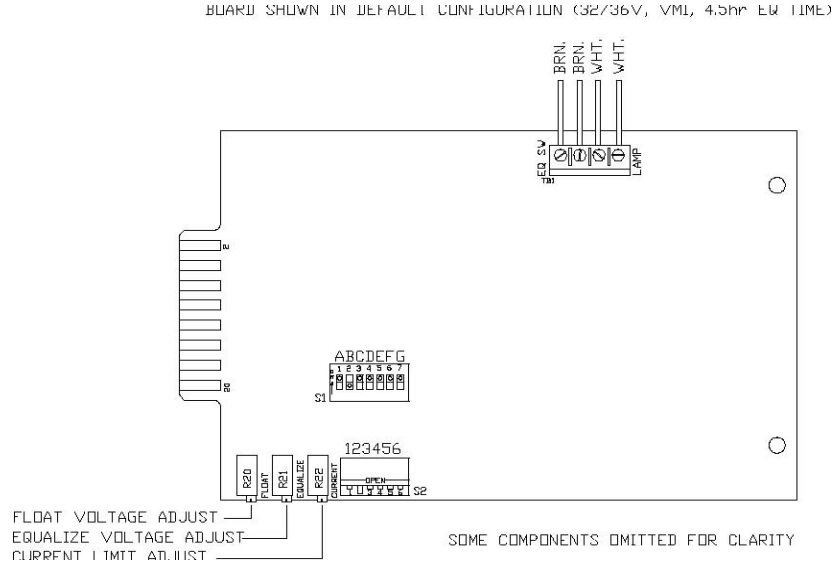 BOARD SHOWN IN DEFAULT CONFIGURATION (32/36V, VMI, 4.5hr EQ TIME)
BRN.
BRN.
WHT.
WHT.
EQ SW
LAMP
TB1
2
ABCDEFG
1 2 3 4 5 6 7
S1
20
123456
OPEN
S2
R20
FLOAT
R21
EQUALIZE
R22
CURRENT
FLOAT VOLTAGE ADJUST
EQUALIZE VOLTAGE ADJUST
CURRENT LIMIT ADJUST
SOME COMPONENTS OMITTED FOR CLARITY